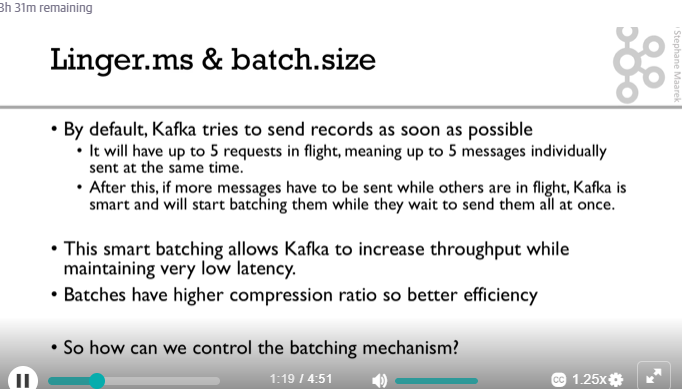 3h 31m remaining
Linger.ms & batch.size
Stephane Maarek
• By default, Kafka tries to send records as soon as possible
• It will have up to 5 requests in flight, meaning up to 5 messages individually
sent at the same time.
• After this, if more messages have to be sent while others are in flight, Kafka is
smart and will start batching them while they wait to send them all at once.
• This smart batching allows Kafka to increase throughput while
maintaining very low latency.
• Batches have higher compression ratio so better efficiency
• So how can we control the batching mechanism?
1:19 / 4:51
CC 1.25x